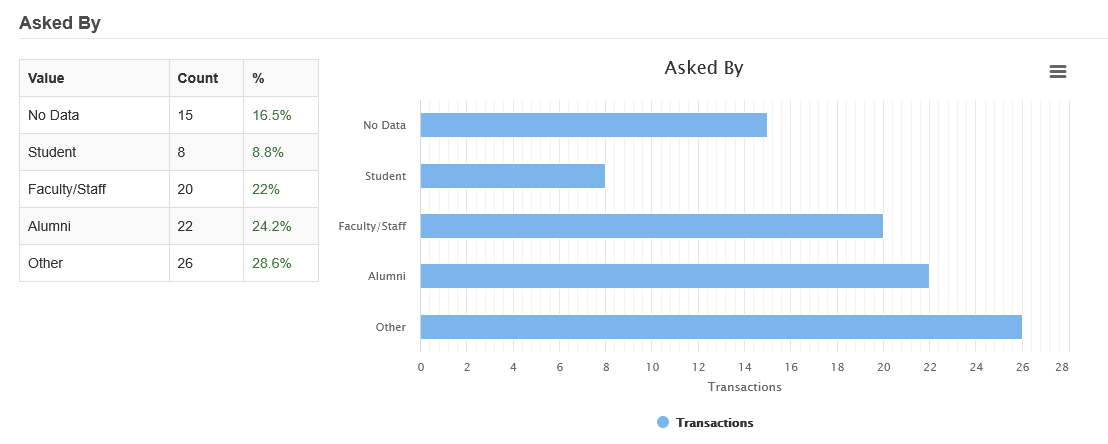 Asked By
Value Count %
No Data 15 16.5%
Student 8 8.8%
Faculty/Staff 20 22%
Alumni 22 24.2%
Other 26 28.6%
Asked By
No Data
Student
Faculty/Staff
Alumni
Other
0 2 4 6 8 10 12 14 16 18 20 22 24 26 28
Transactions
Transactions